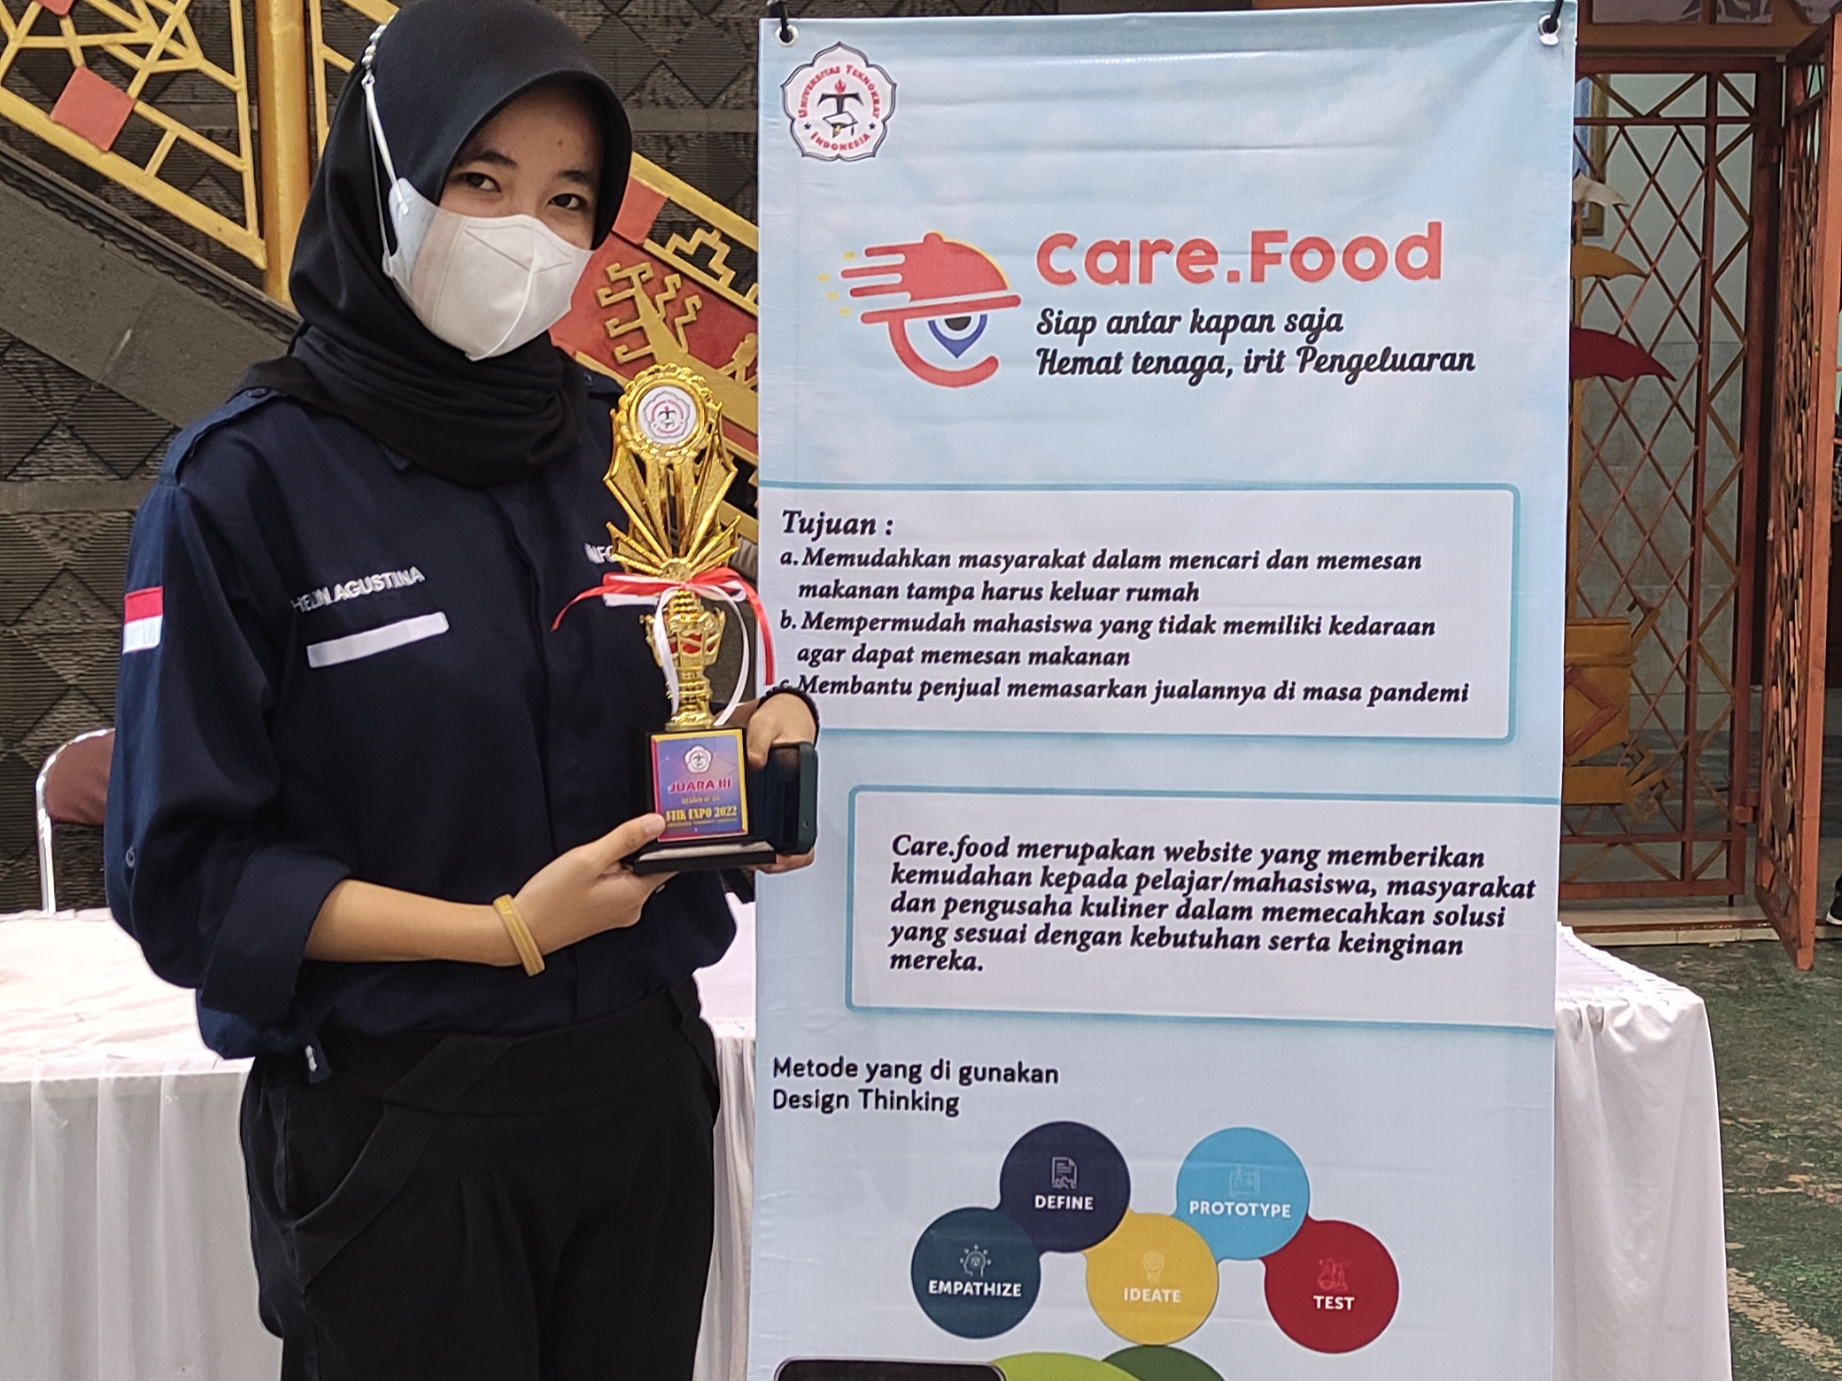 UNIVERSITAS TEKNOKRAT
INDONESIA
Care.Food
Siap antar kapan saja
Hemat tenaga, irit Pengeluaran
Tujuan :
a. Memudahkan masyarakat dalam mencari dan memesan
makanan tampa harus keluar rumah
b. Mempermudah mahasiswa yang tidak memiliki kedaraan
agar dapat memesan makanan
c. Membantu penjual memasarkan jualannya di masa pandemi
Care.food merupakan website yang memberikan
kemudahan kepada pelajar/mahasiswa, masyarakat
dan pengusaha kuliner dalam memecahkan solusi
yang sesuai dengan kebutuhan serta keinginan
mereka.
Metode yang di gunakan
Design Thinking
DEFINE
PROTOTYPE
EMPATHIZE
IDEATE
TEST
HELIN AGUSTINA
INFO
JUARA III
FTIK EXPO 2022